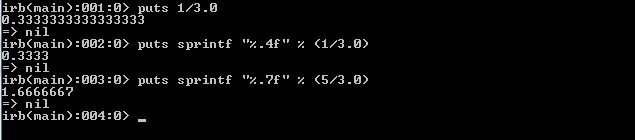 irb(main):001:0> puts 1/3.0
0.3333333333333333
=> nil
irb(main):002:0> puts sprintf "%.4f" % (1/3.0)
0.3333
=> nil
irb(main):003:0> puts sprintf "%.7f" % (5/3.0)
1.6666667
=> nil
irb(main):004:0> _